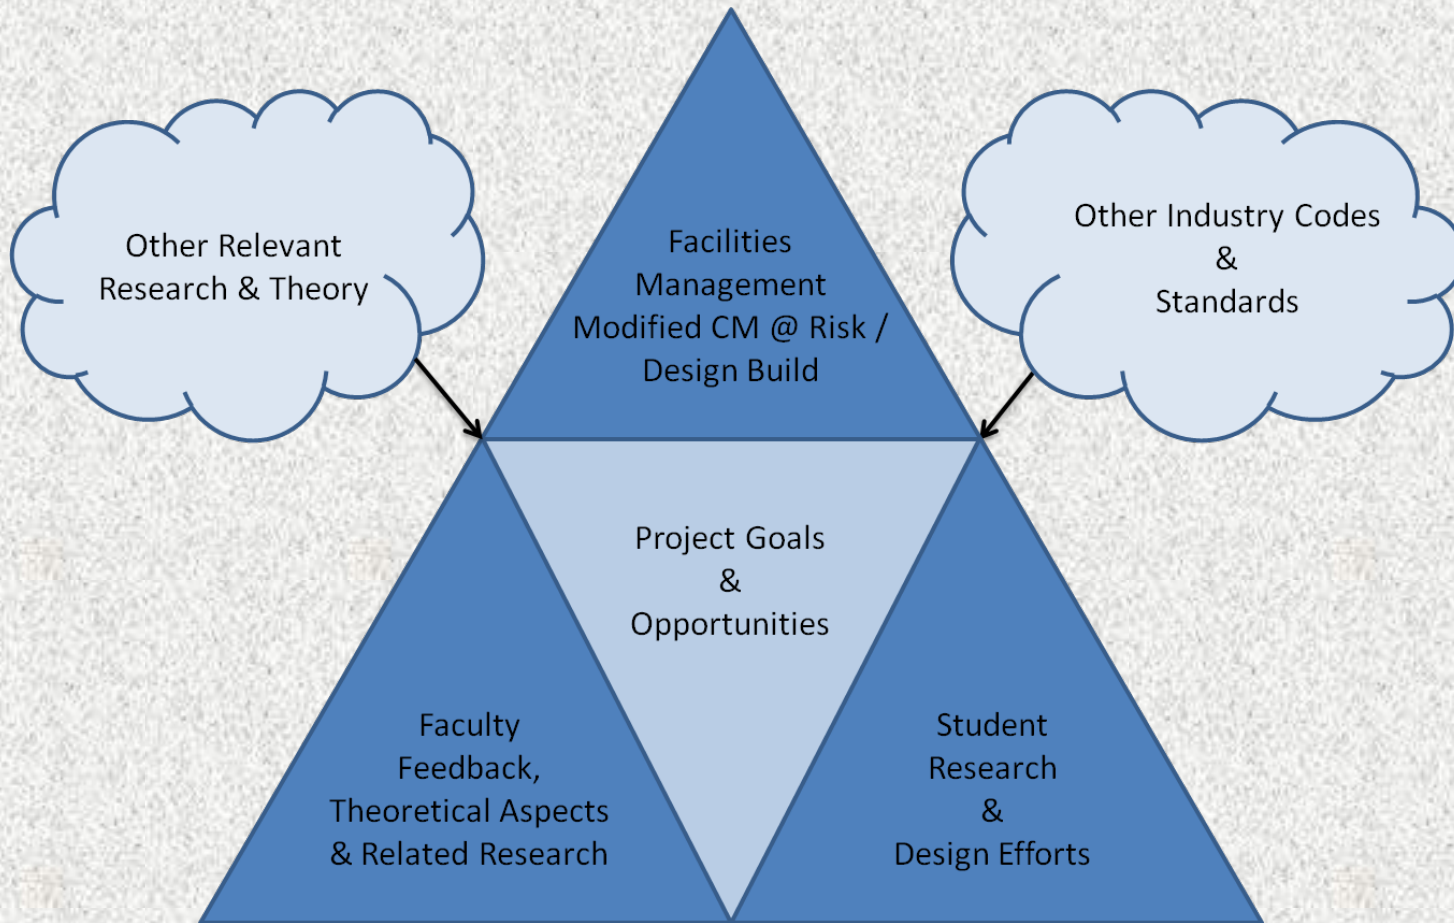 Other Relevant
Research & Theory
Facilities
Management
Modified CM @ Risk /
Design Build
Other Industry Codes
&
Standards
Project Goals
&
Opportunities
Faculty
Feedback,
Theoretical Aspects
& Related Research
Student
Research
&
Design Efforts